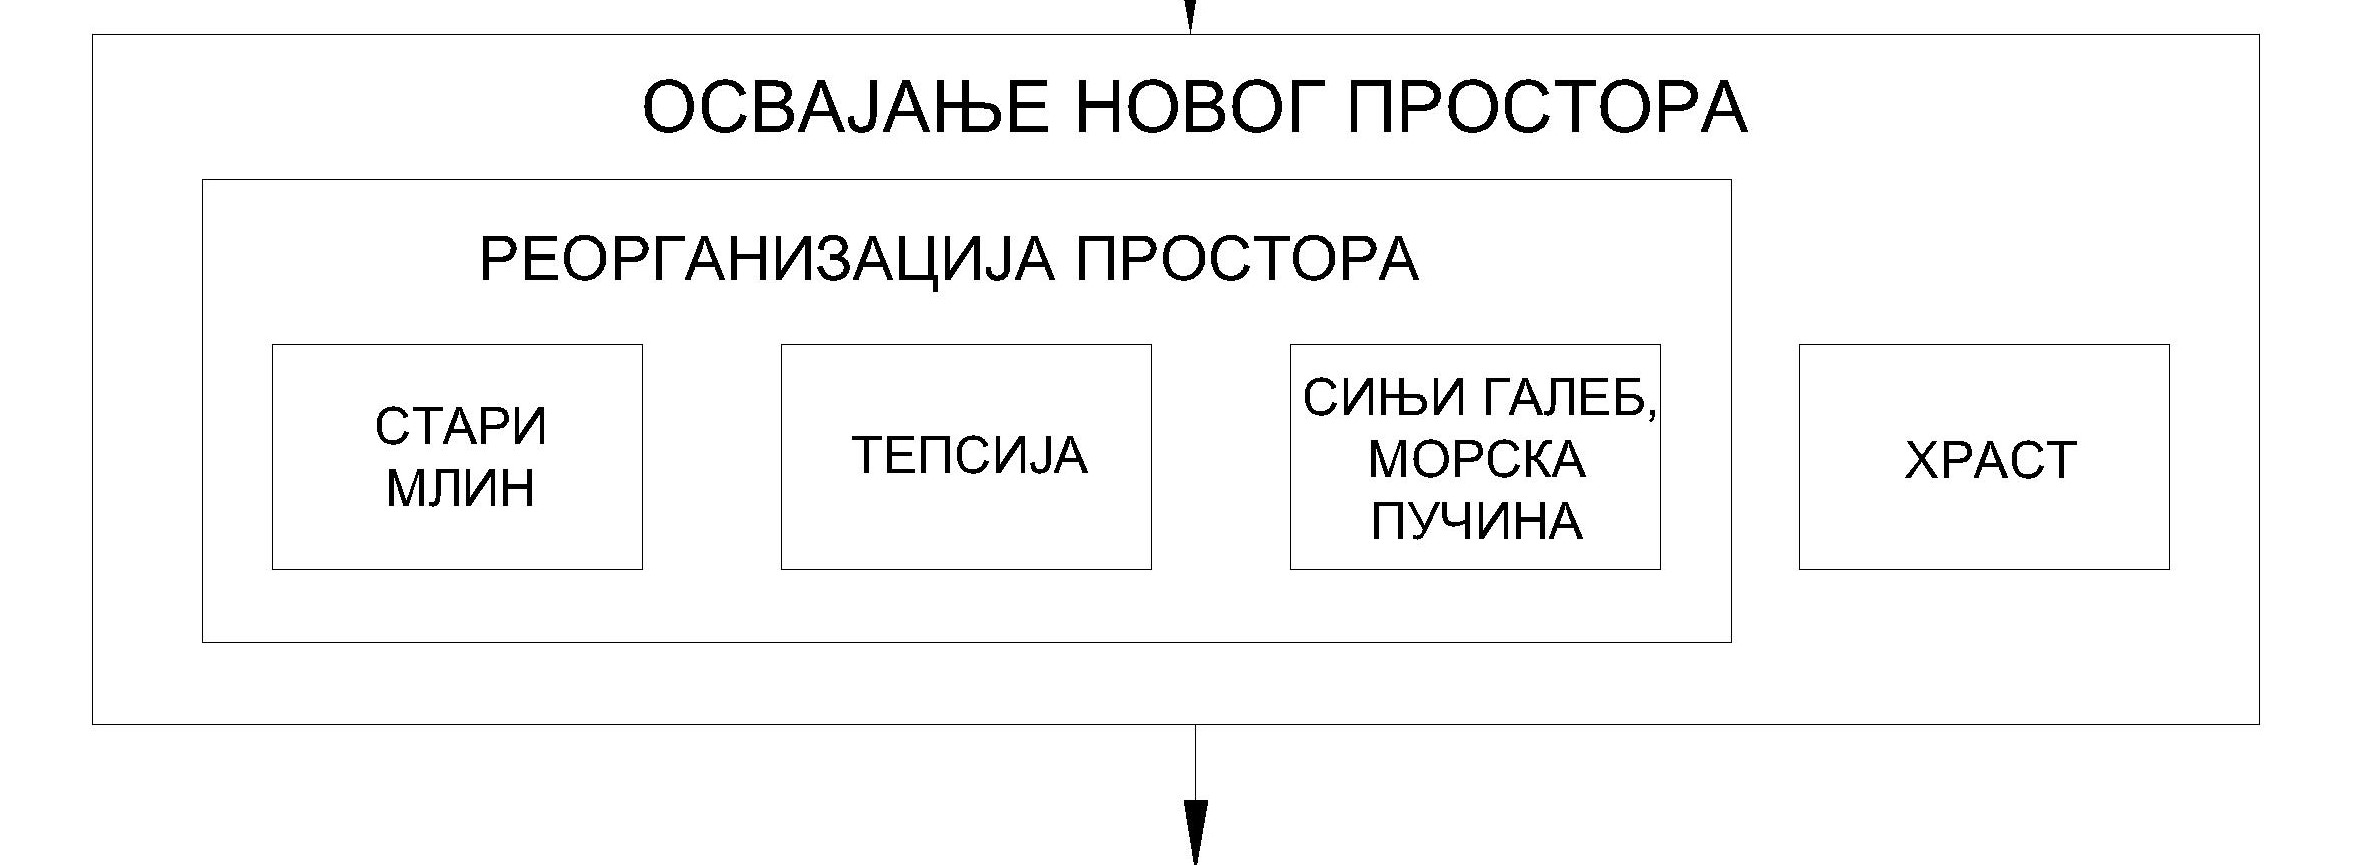 ОСВАЈАЊЕ НОВОГ ПРОСТОРА
РЕОРГАНИЗАЦИЈА ПРОСТОРА
СТАРИ
МЛИН
ТЕПСИЈА
СИЊИ ГАЛЕБ,
МОРСКА
ПУЧИНА
ХРАСТ